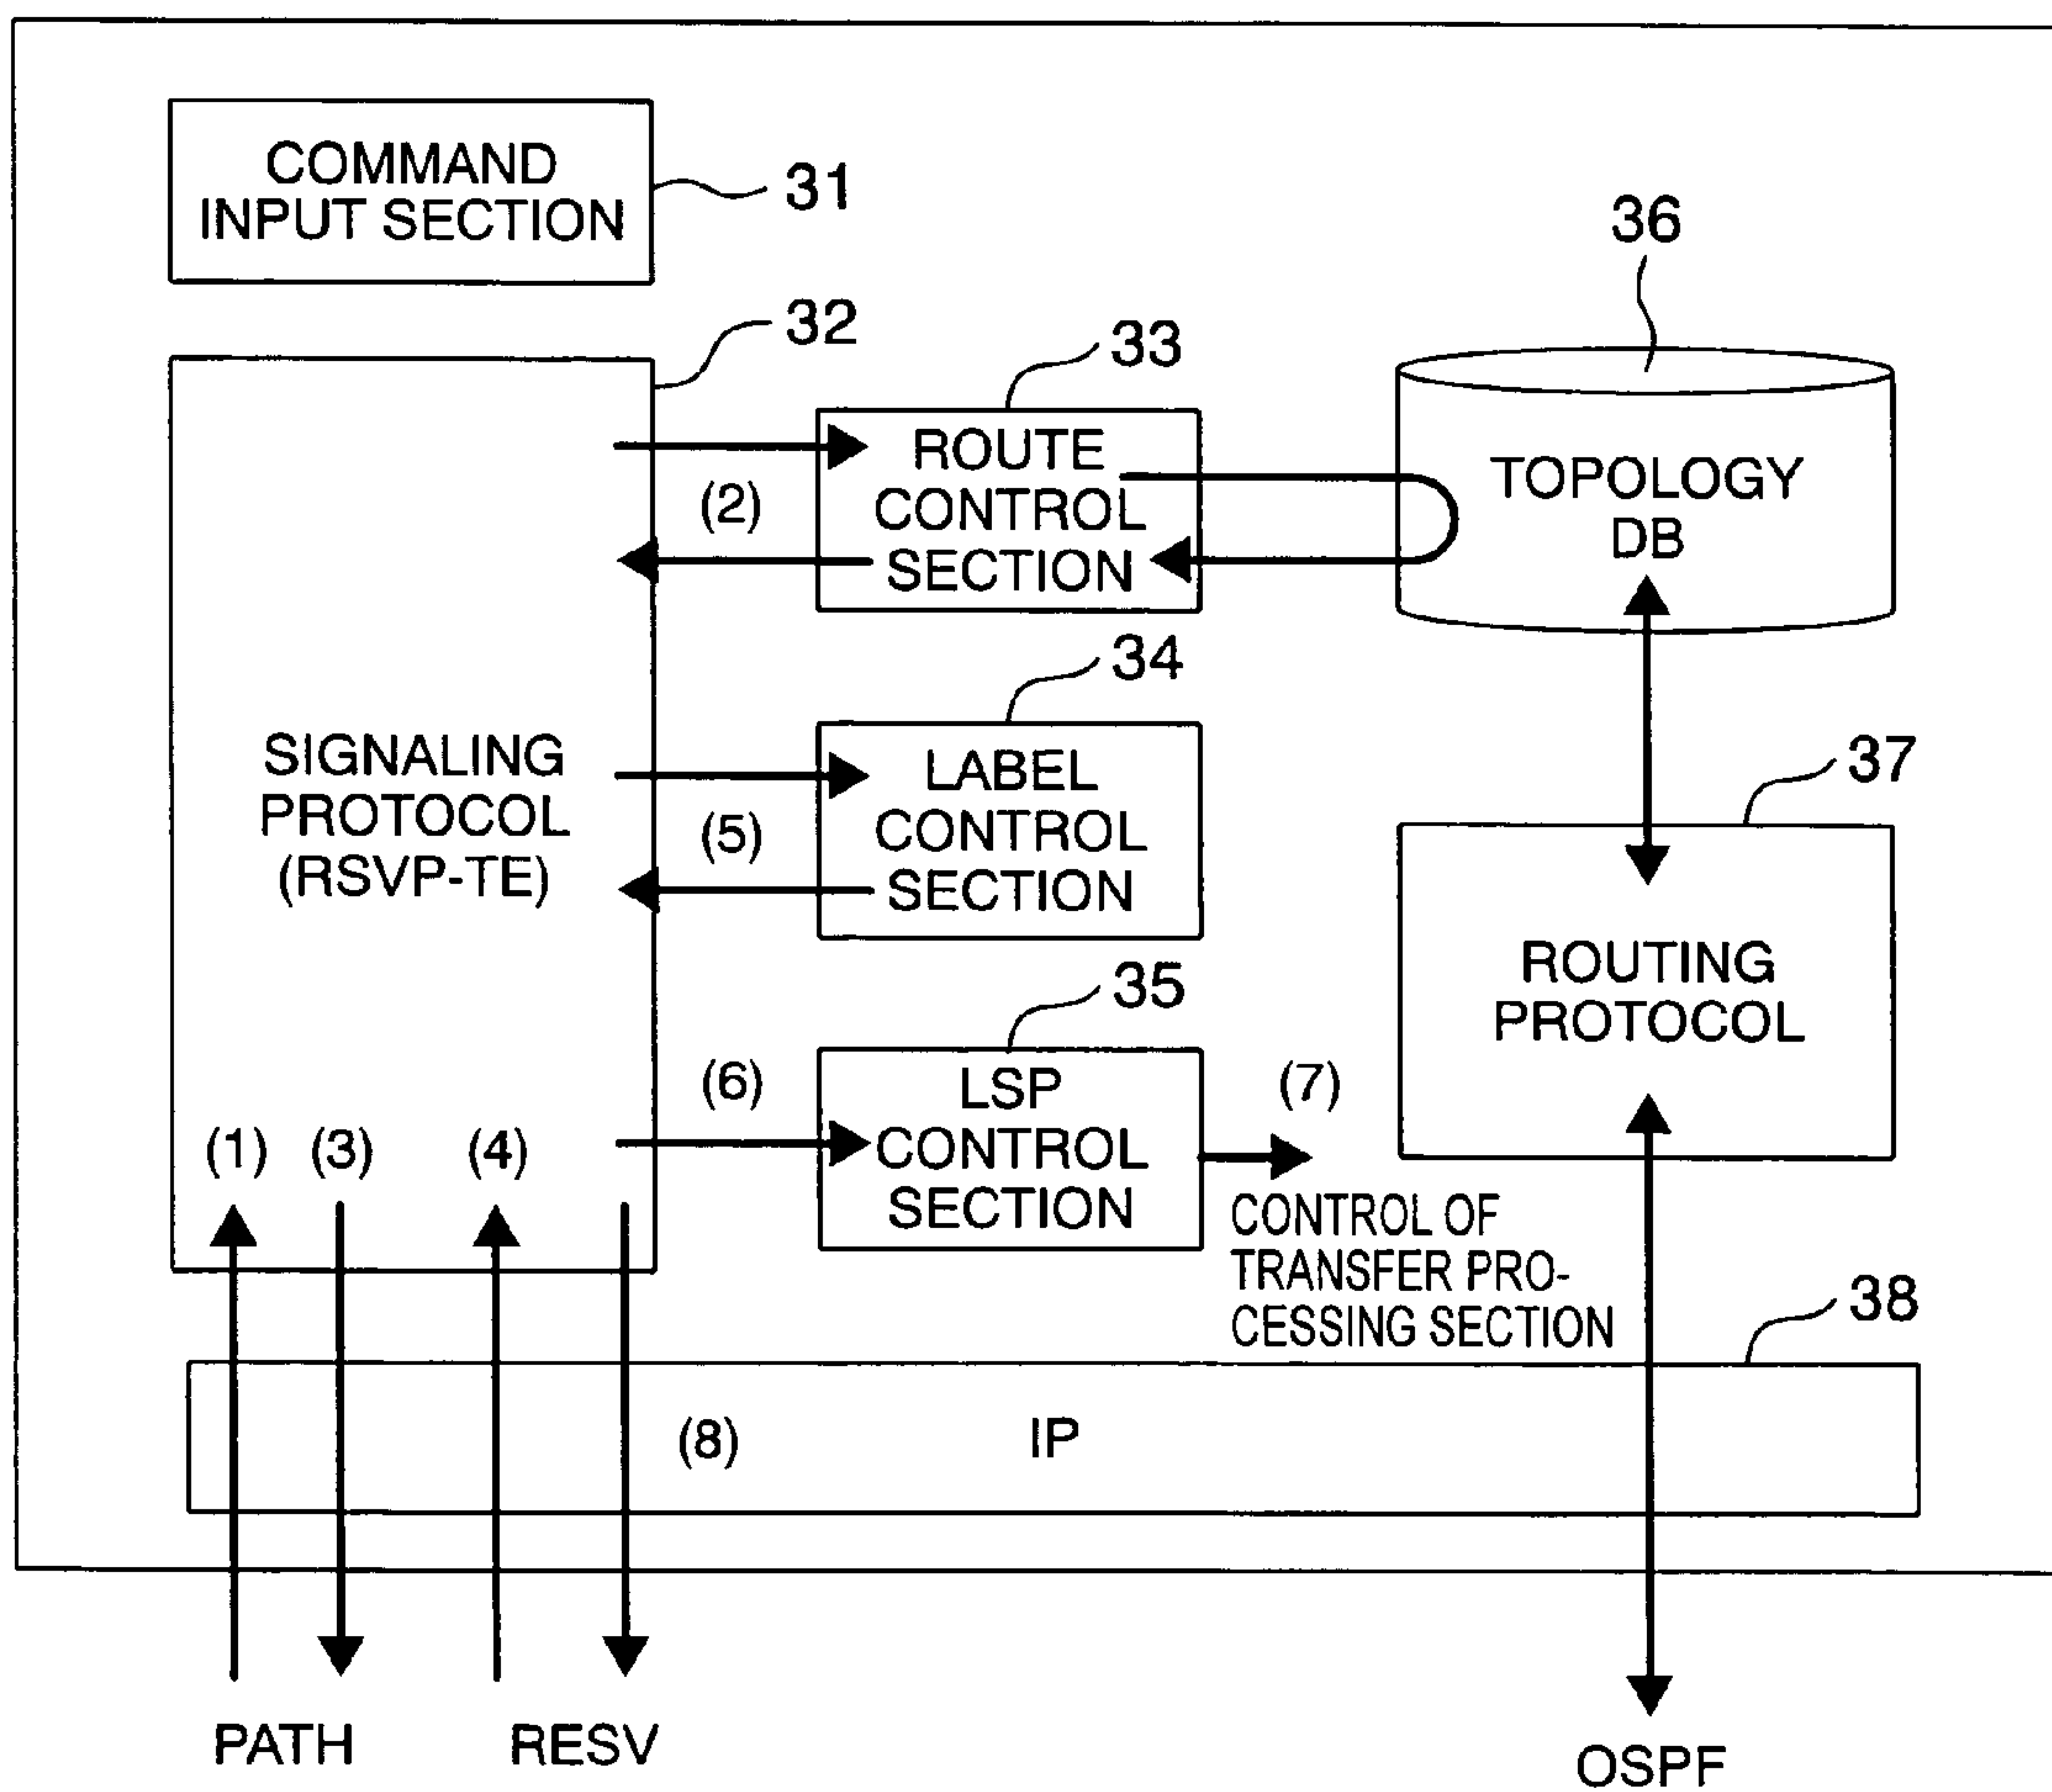 COMMAND
INPUT SECTION
31
32
33
36
ROUTE
CONTROL
SECTION
(2)
TOPOLOGY
DB
34
SIGNALING
PROTOCOL
(RSVP-TE)
LABEL
CONTROL
SECTION
(5)
37
ROUTING
PROTOCOL
35
(6)
LSP
CONTROL
SECTION
(7)
CONTROL OF
TRANSFER PRO-
CESSING SECTION
(1) (3) (4)
38
(8)
IP
PATH
RESV
OSPF